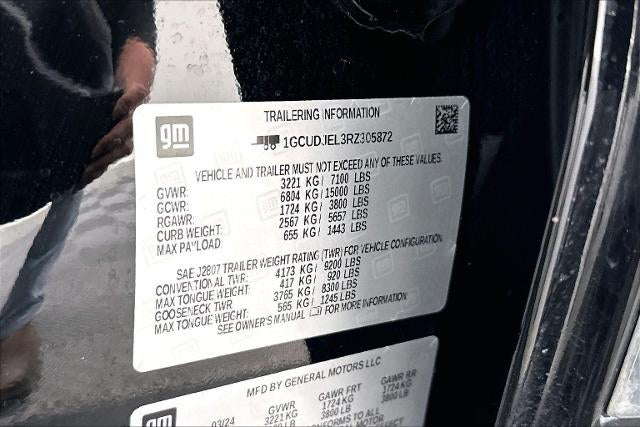 TRAILERING INFORMATION
gm
1GCUDJEL3RZ305872
VEHICLE AND TRAILER MUST NOT EXCEED ANY OF THESE VALUES.
GVWR: 3221 KG / 7100 LBS
GCWR: 6804 KG / 15000 LBS
RGAWR: 1724 KG / 3800 LBS
CURB WEIGHT: 2567 KG / 5657 LBS
MAX PAYLOAD: 655 KG / 1443 LBS
SAE J2807 TRAILER WEIGHT RATING (TWR) FOR VEHICLE CONFIGURATION.
CONVENTIONAL TWR: 4173 KG / 9200 LBS
MAX TONGUE WEIGHT: 417 KG / 920 LBS
GOOSENECK TWR 3765 KG / 8300 LBS
MAX TONGUE WEIGHT: 565 KG / 1245 LBS
SEE OWNER'S MANUAL FOR MORE INFORMATION
MFD BY GENERAL MOTORS LLC
gm
03/24 GVWR GAWR FRT GAWR RR
3221 KG 1724 KG 1724 KG
3800 LB 3800 LB